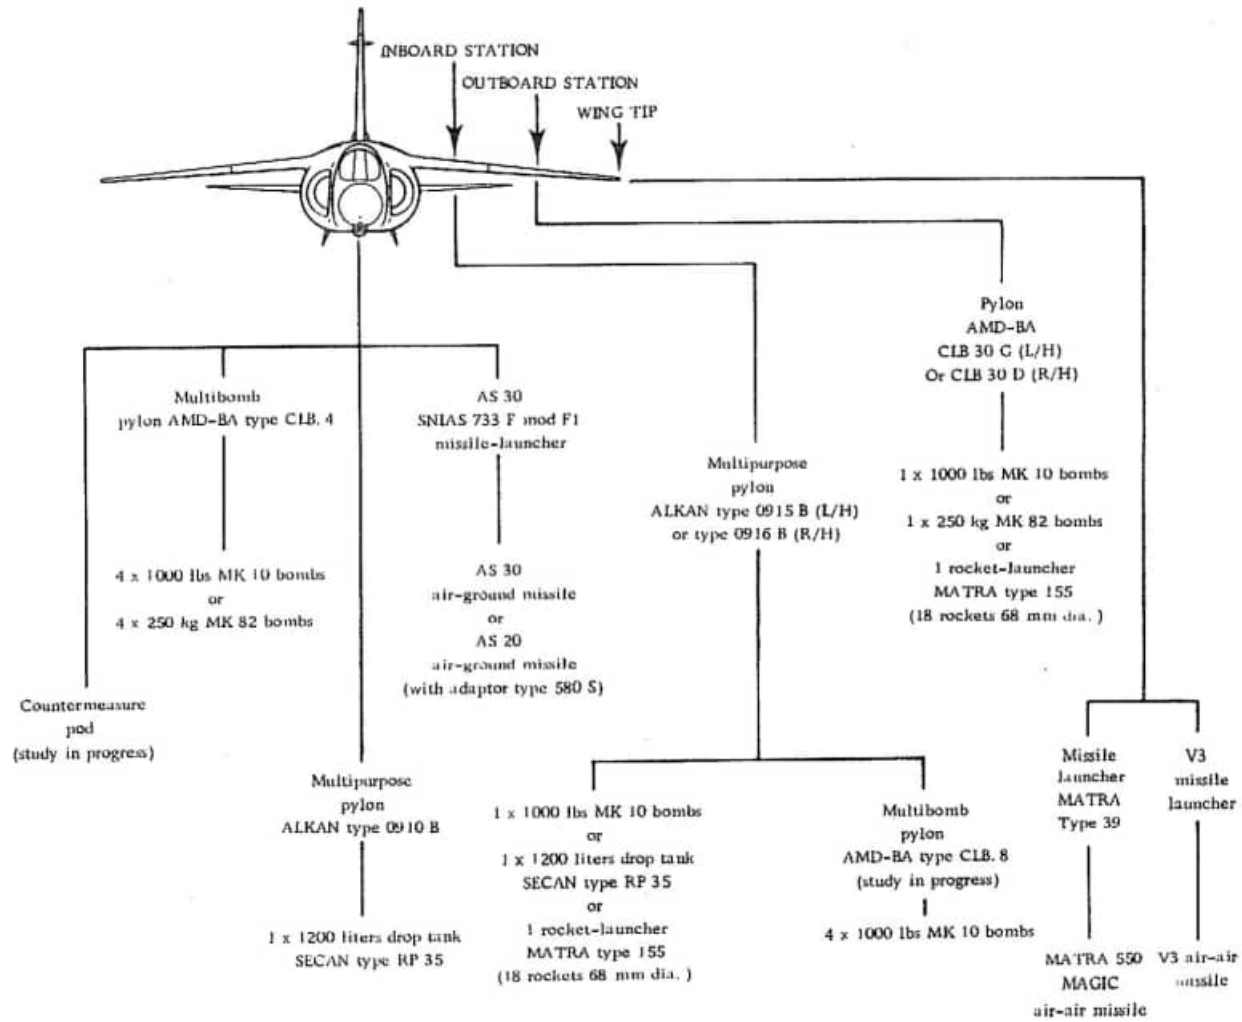 INBOARD STATION
OUTBOARD STATION
WING TIP
Pylon
AMD-BA
CLB 30 G (L/H)
Or CLB 30 D (R/H)
Multibomb
pylon AMD-BA type CLB. 4
AS 30
SNIAS 733 F mod F1
missile-launcher
Multipurpose
pylon
ALKAN type 0915 B (L/H)
or type 0916 B (R/H)
1 x 1000 lbs MK 10 bombs
or
1 x 250 kg MK 82 bombs
or
1 rocket-launcher
MATRA type 155
(18 rockets 68 mm dia. )
4 x 1000 lbs MK 10 bombs
or
4 x 250 kg MK 82 bombs
AS 30
air-ground missile
or
AS 20
air-ground missile
(with adaptor type 580 S)
Countermeasure
pod
(study in progress)
Multipurpose
pylon
ALKAN type 0910 B
1 x 1200 liters drop tank
SECAN type RP 35
1 x 1000 lbs MK 10 bombs
or
1 x 1200 liters drop tank
SECAN type RP 35
or
1 rocket-launcher
MATRA type 155
(18 rockets 68 mm dia. )
Multibomb
pylon
AMD-BA type CLB. 8
(study in progress)
4 x 1000 lbs MK 10 bombs
Missile
launcher
MATRA
Type 39
V3
missile
launcher
MATRA 550
MAGIC
air-air missile
V3 air-air
missile